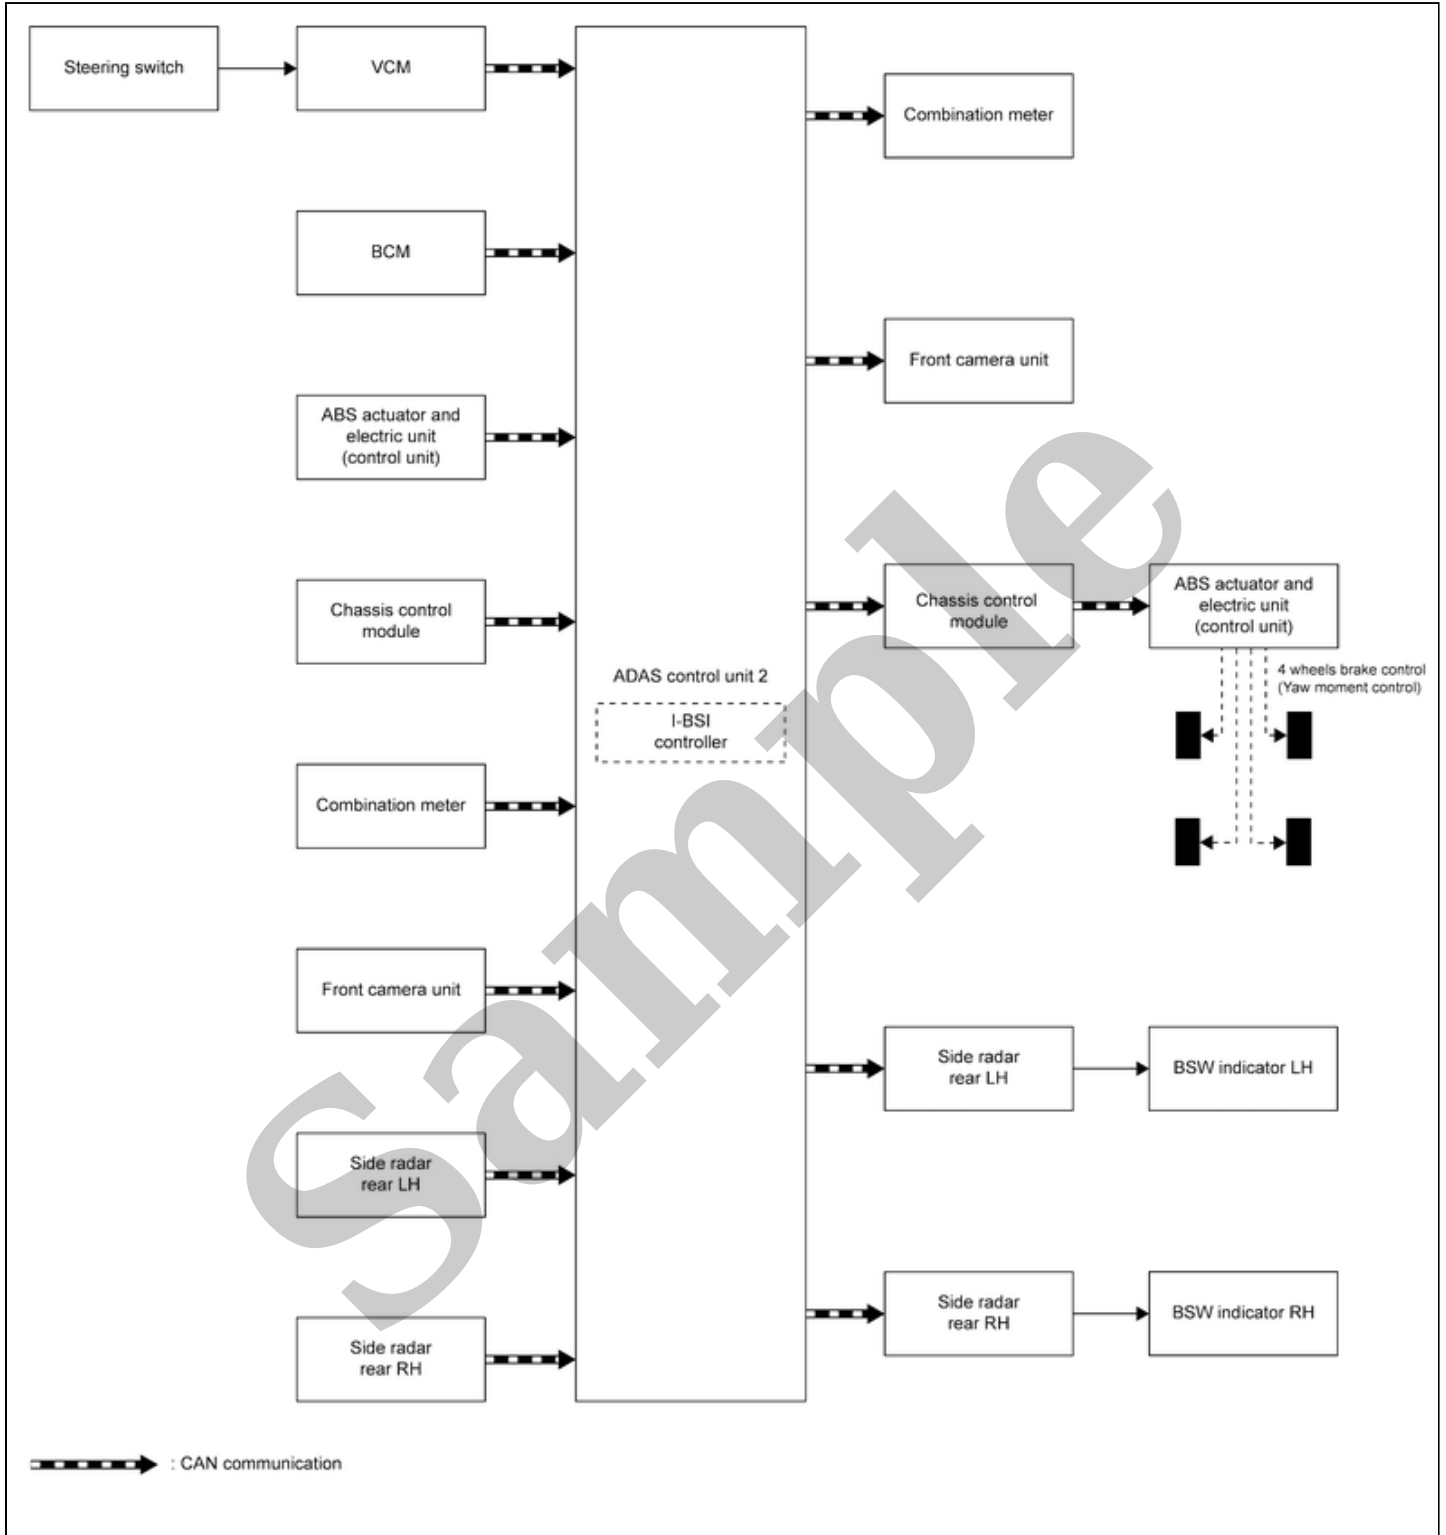 Steering switch
VCM
Combination meter
BCM
Front camera unit
ABS actuator and
electric unit
(control unit)
Chassis control
module
ADAS control unit 2
I-BSI
controller
Chassis control
module
ABS actuator and
electric unit
(control unit)
4 wheels brake control
(Yaw moment control)
Combination meter
Front camera unit
Side radar
rear LH
BSW indicator LH
Side radar
rear LH
Side radar
rear RH
BSW indicator RH
Side radar
rear RH
: CAN communication
Sample